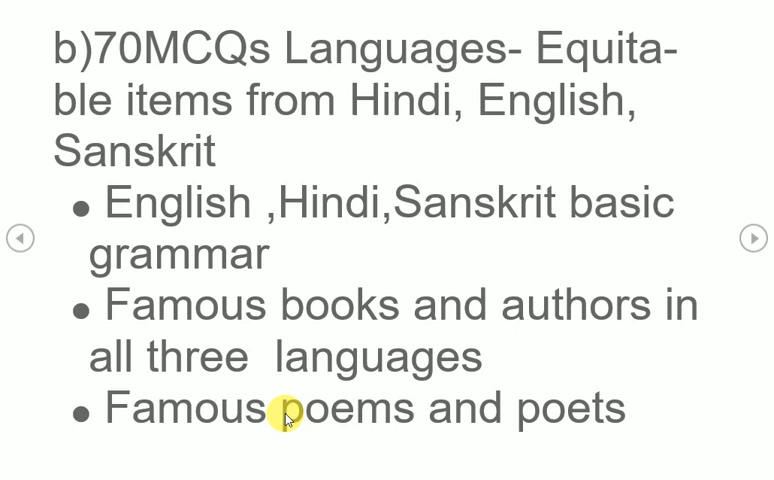 b)70MCQs Languages- Equita-
ble items from Hindi, English,
Sanskrit
● English ,Hindi,Sanskrit basic
grammar
● Famous books and authors in
all three  languages
● Famous poems and poets